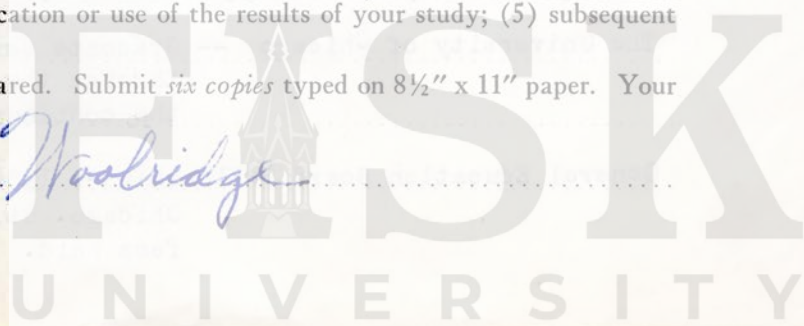 cation or use of the results of your study; (5) subsequent
ared. Submit six copies typed on 8½" x 11" paper. Your
Woolridge
FISK
UNIVERSITY